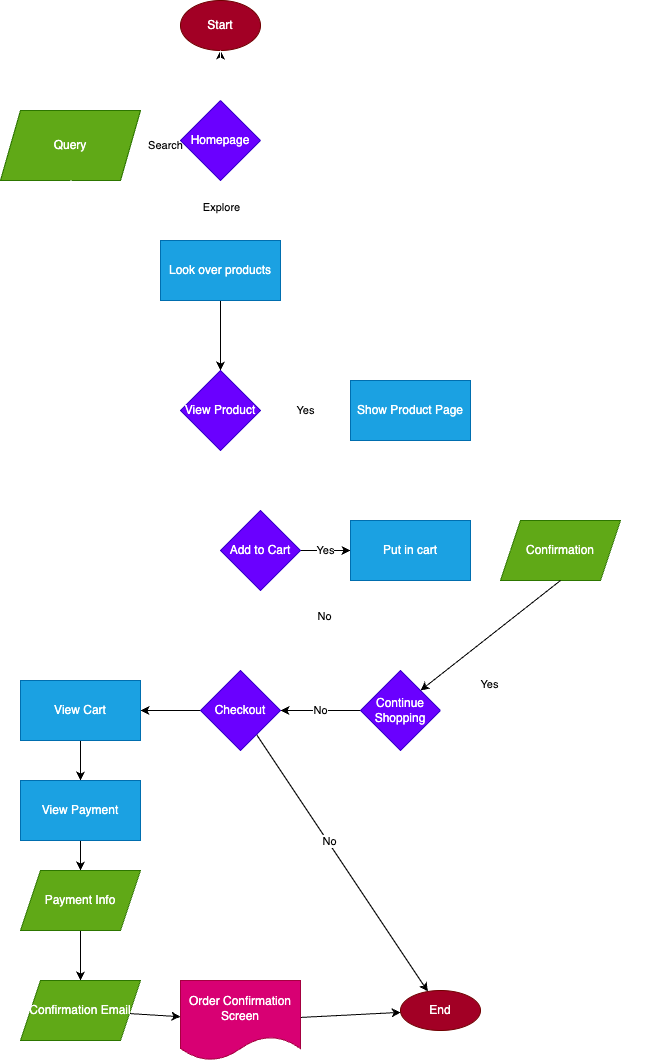 Start
Query
Search
Homepage
Explore
Look over products
View Product
Yes
Show Product Page
Add to Cart
Yes
Put in cart
Confirmation
No
Yes
View Cart
Checkout
No
Continue
Shopping
View Payment
No
Payment Info
Confirmation Email
Order Confirmation
Screen
End